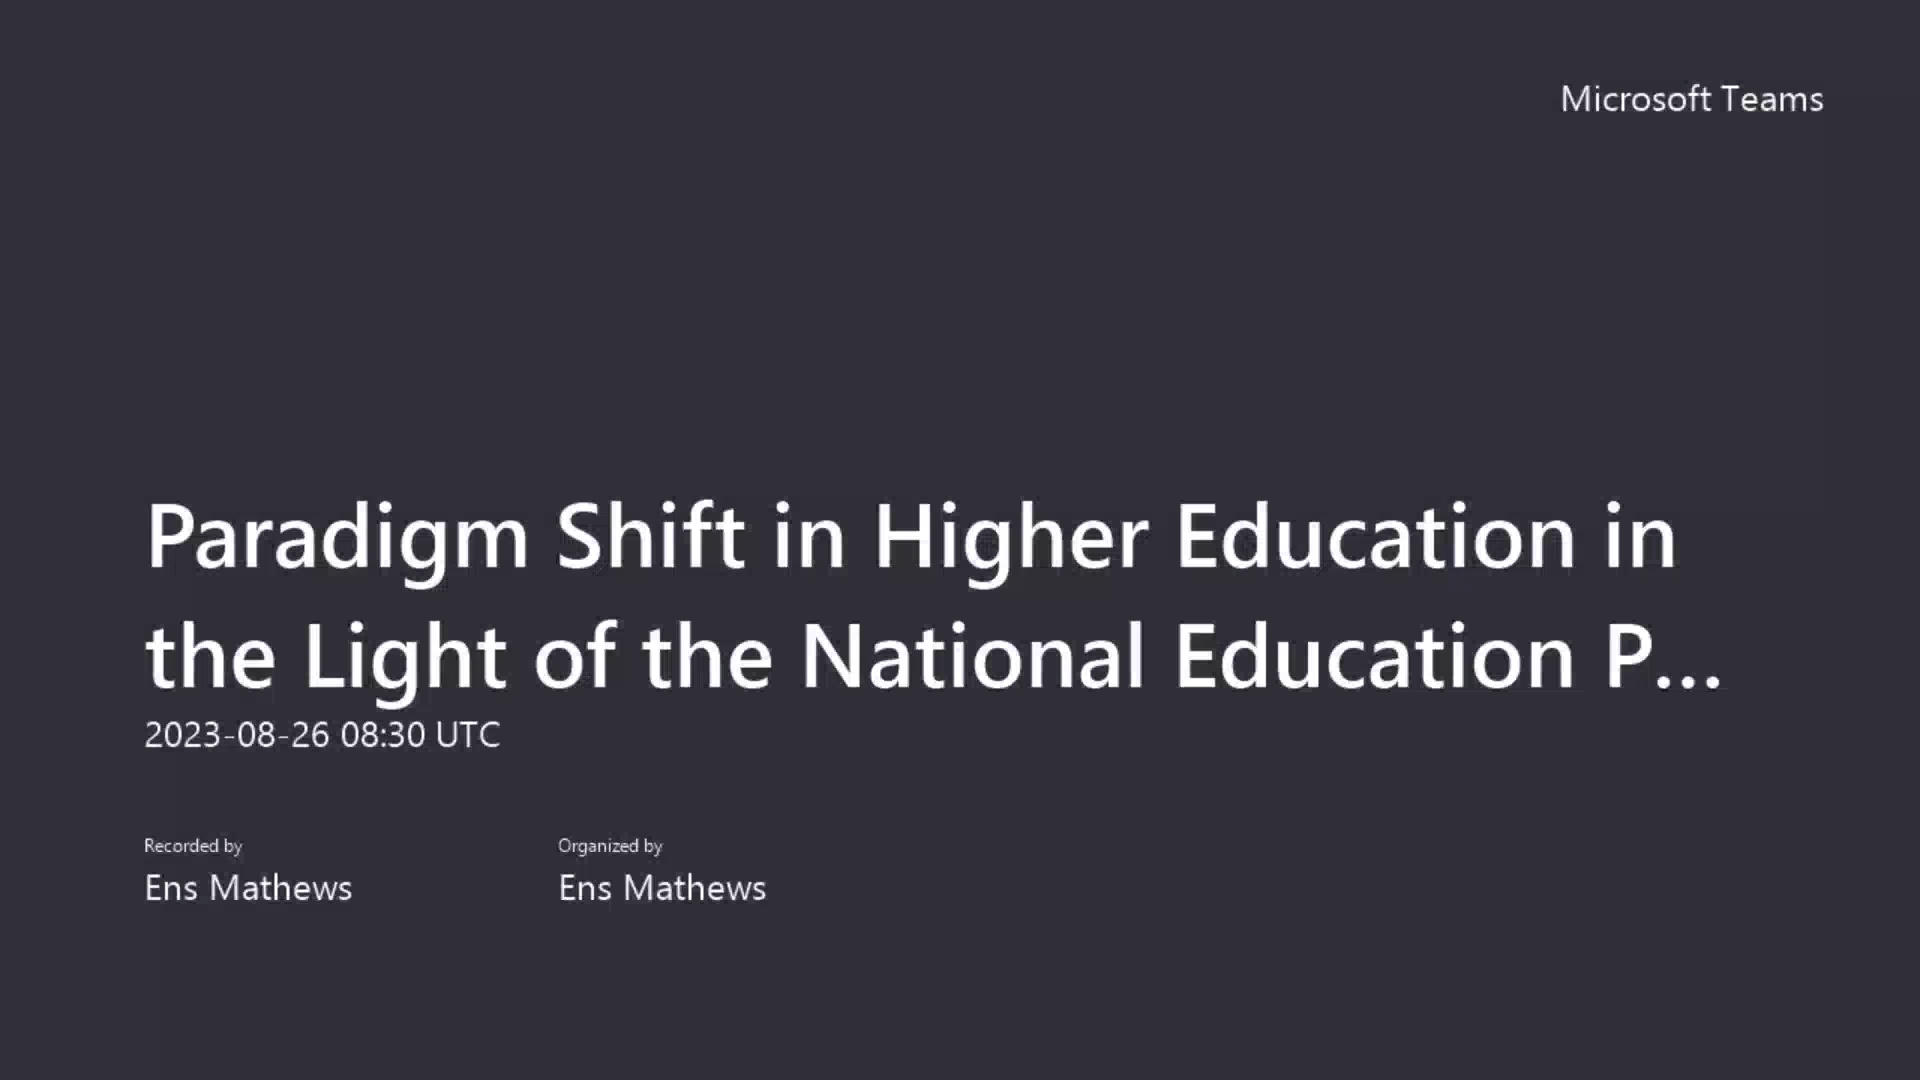 Microsoft Teams
Paradigm Shift in Higher Education in
the Light of the National Education P...
2023-08-26 08:30 UTC
Recorded by
Ens Mathews
Organized by
Ens Mathews